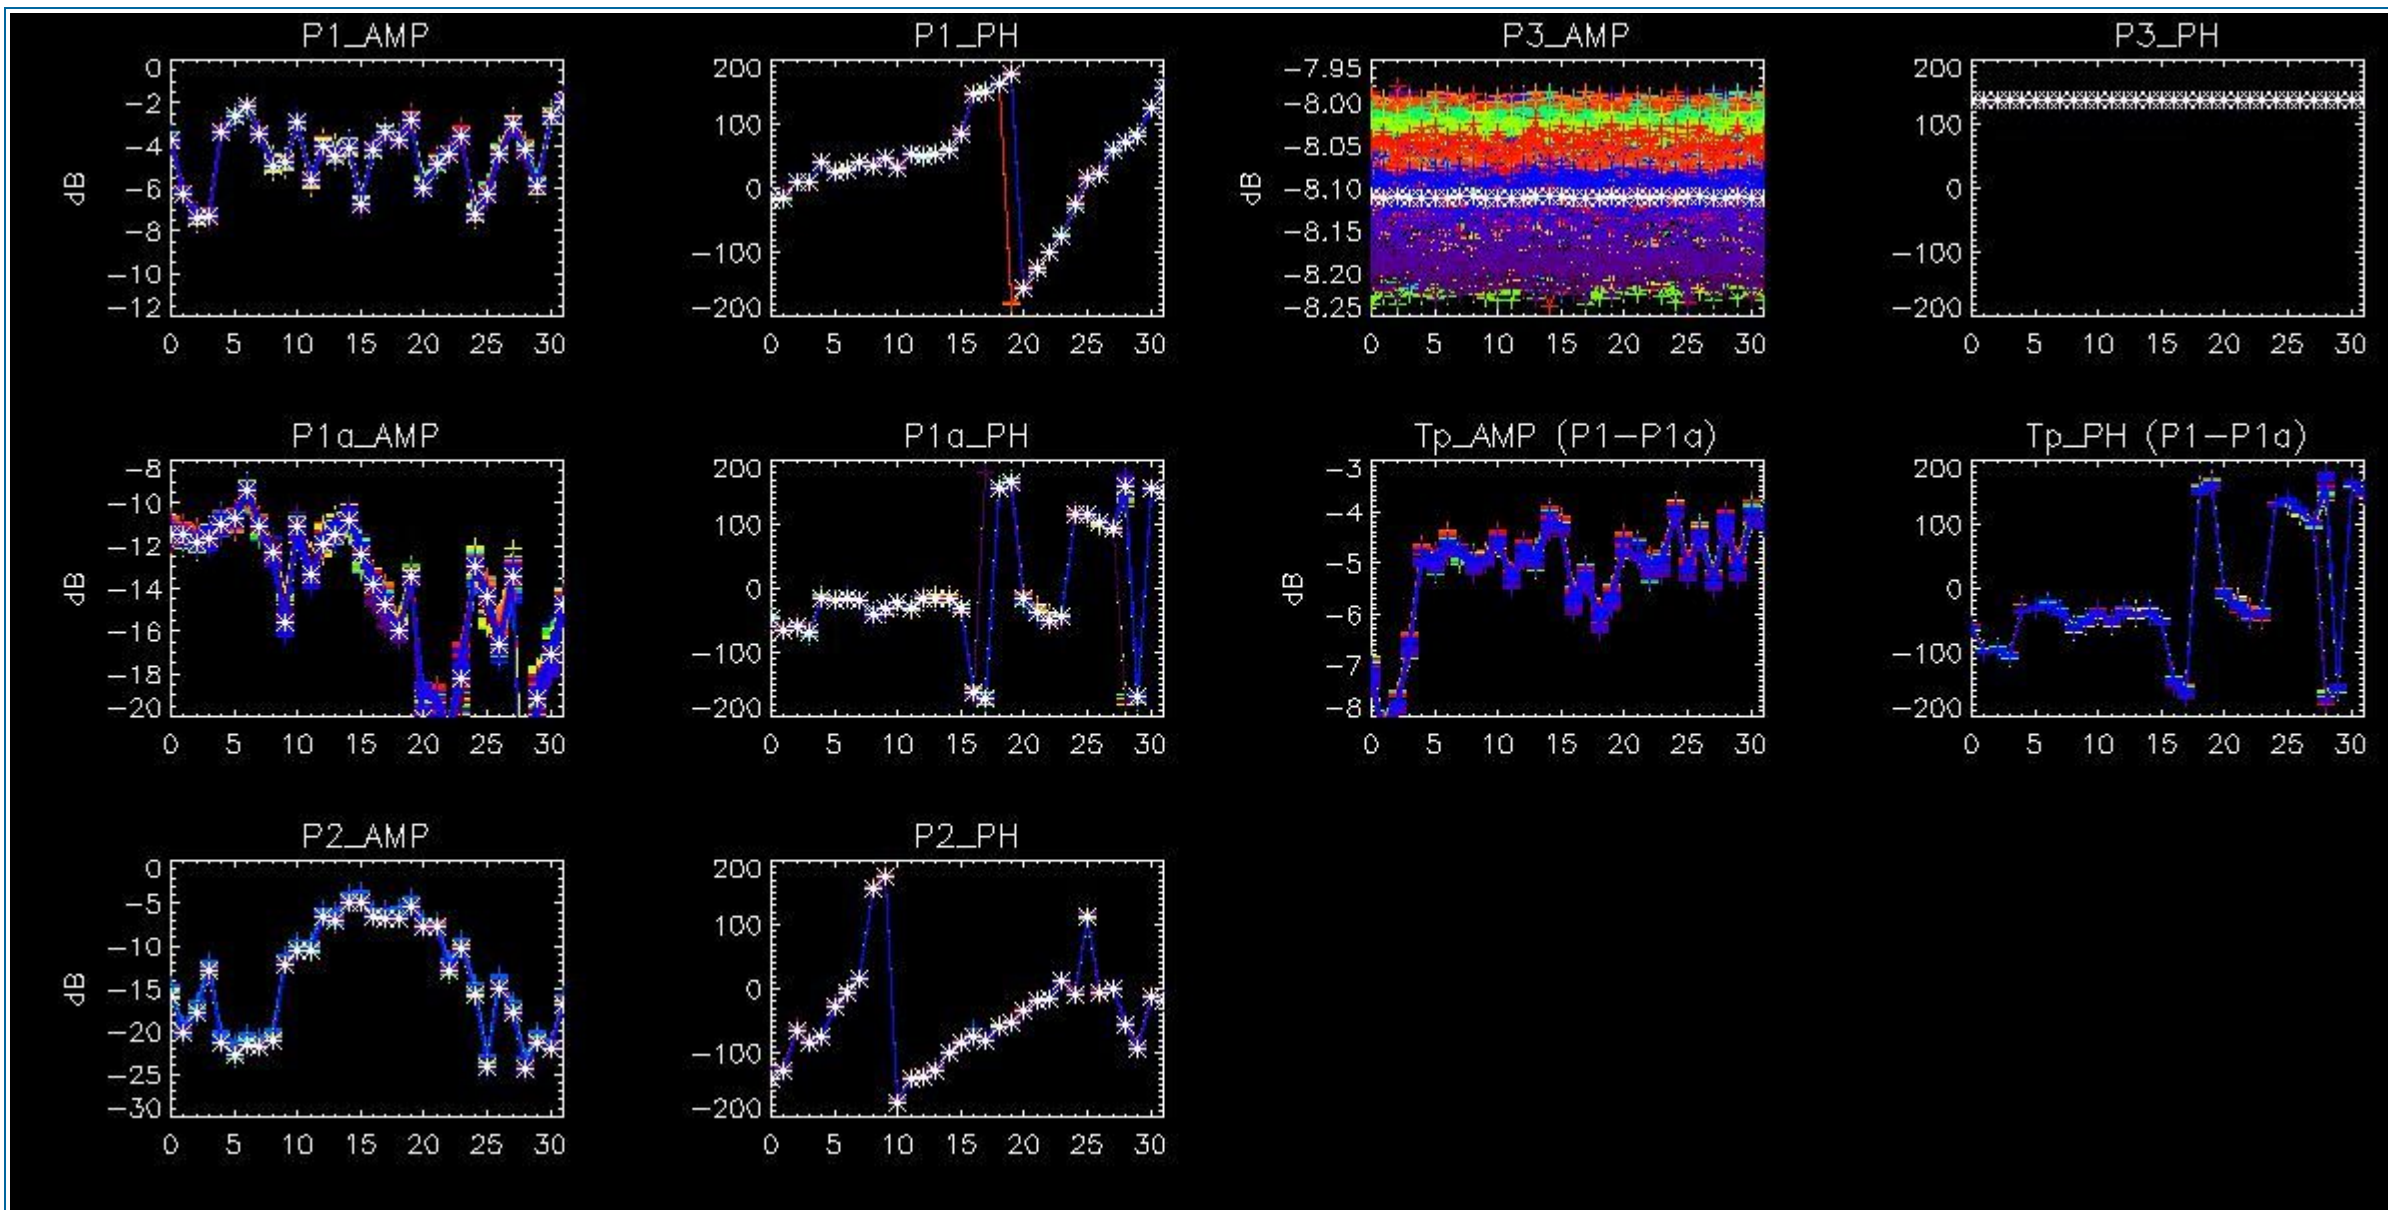 P1_AMP P1_PH P3_AMP P3_PH
0 200 -7.95 200
-2 -8.00
-4 100 -8.05 100
dB -6 0 dB -8.10 0
-8 -8.15
-10 -100 -8.20 -100
-12 -200 -8.25 -200
0 5 10 15 20 25 30 0 5 10 15 20 25 30 0 5 10 15 20 25 30 0 5 10 15 20 25 30
P1a_AMP P1a_PH Tp_AMP (P1-P1a) Tp_PH (P1-P1a)
-8 200 -3 200
-10 100 -4 100
-12
dB -14 0 dB -5 0
-16 -6
-18 -100 -7 -100
-20 -200 -8 -200
0 5 10 15 20 25 30 0 5 10 15 20 25 30 0 5 10 15 20 25 30 0 5 10 15 20 25 30
P2_AMP P2_PH
0 200
-5 100
-10
dB -15 0
-20
-25 -100
-30 -200
0 5 10 15 20 25 30 0 5 10 15 20 25 30